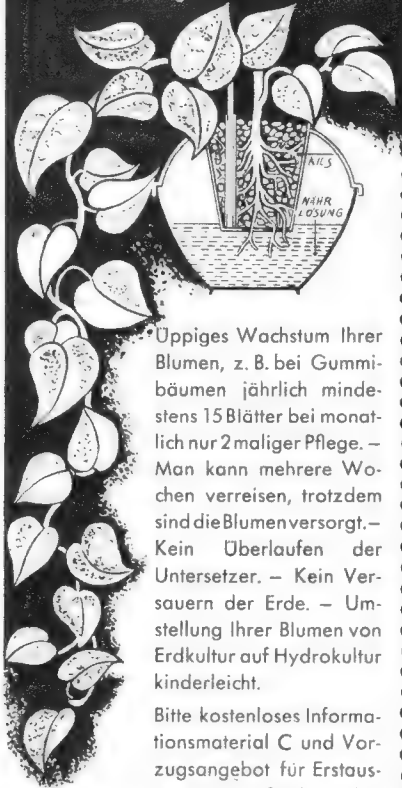 KIES
NÄHR
LÖSUNG
Üppiges Wachstum Ihrer
Blumen, z. B. bei Gummi-
bäumen jährlich minde-
stens 15 Blätter bei monat-
lich nur 2 maliger Pflege. –
Man kann mehrere Wo-
chen verreisen, trotzdem
sind die Blumen versorgt. –
Kein Überlaufen der
Untersetzer. – Kein Ver-
sauern der Erde. – Um-
stellung Ihrer Blumen von
Erdkultur auf Hydrokultur
kinderleicht.
Bitte kostenloses Informa-
tionsmaterial C und Vor-
zugsangebot für Erstaus-